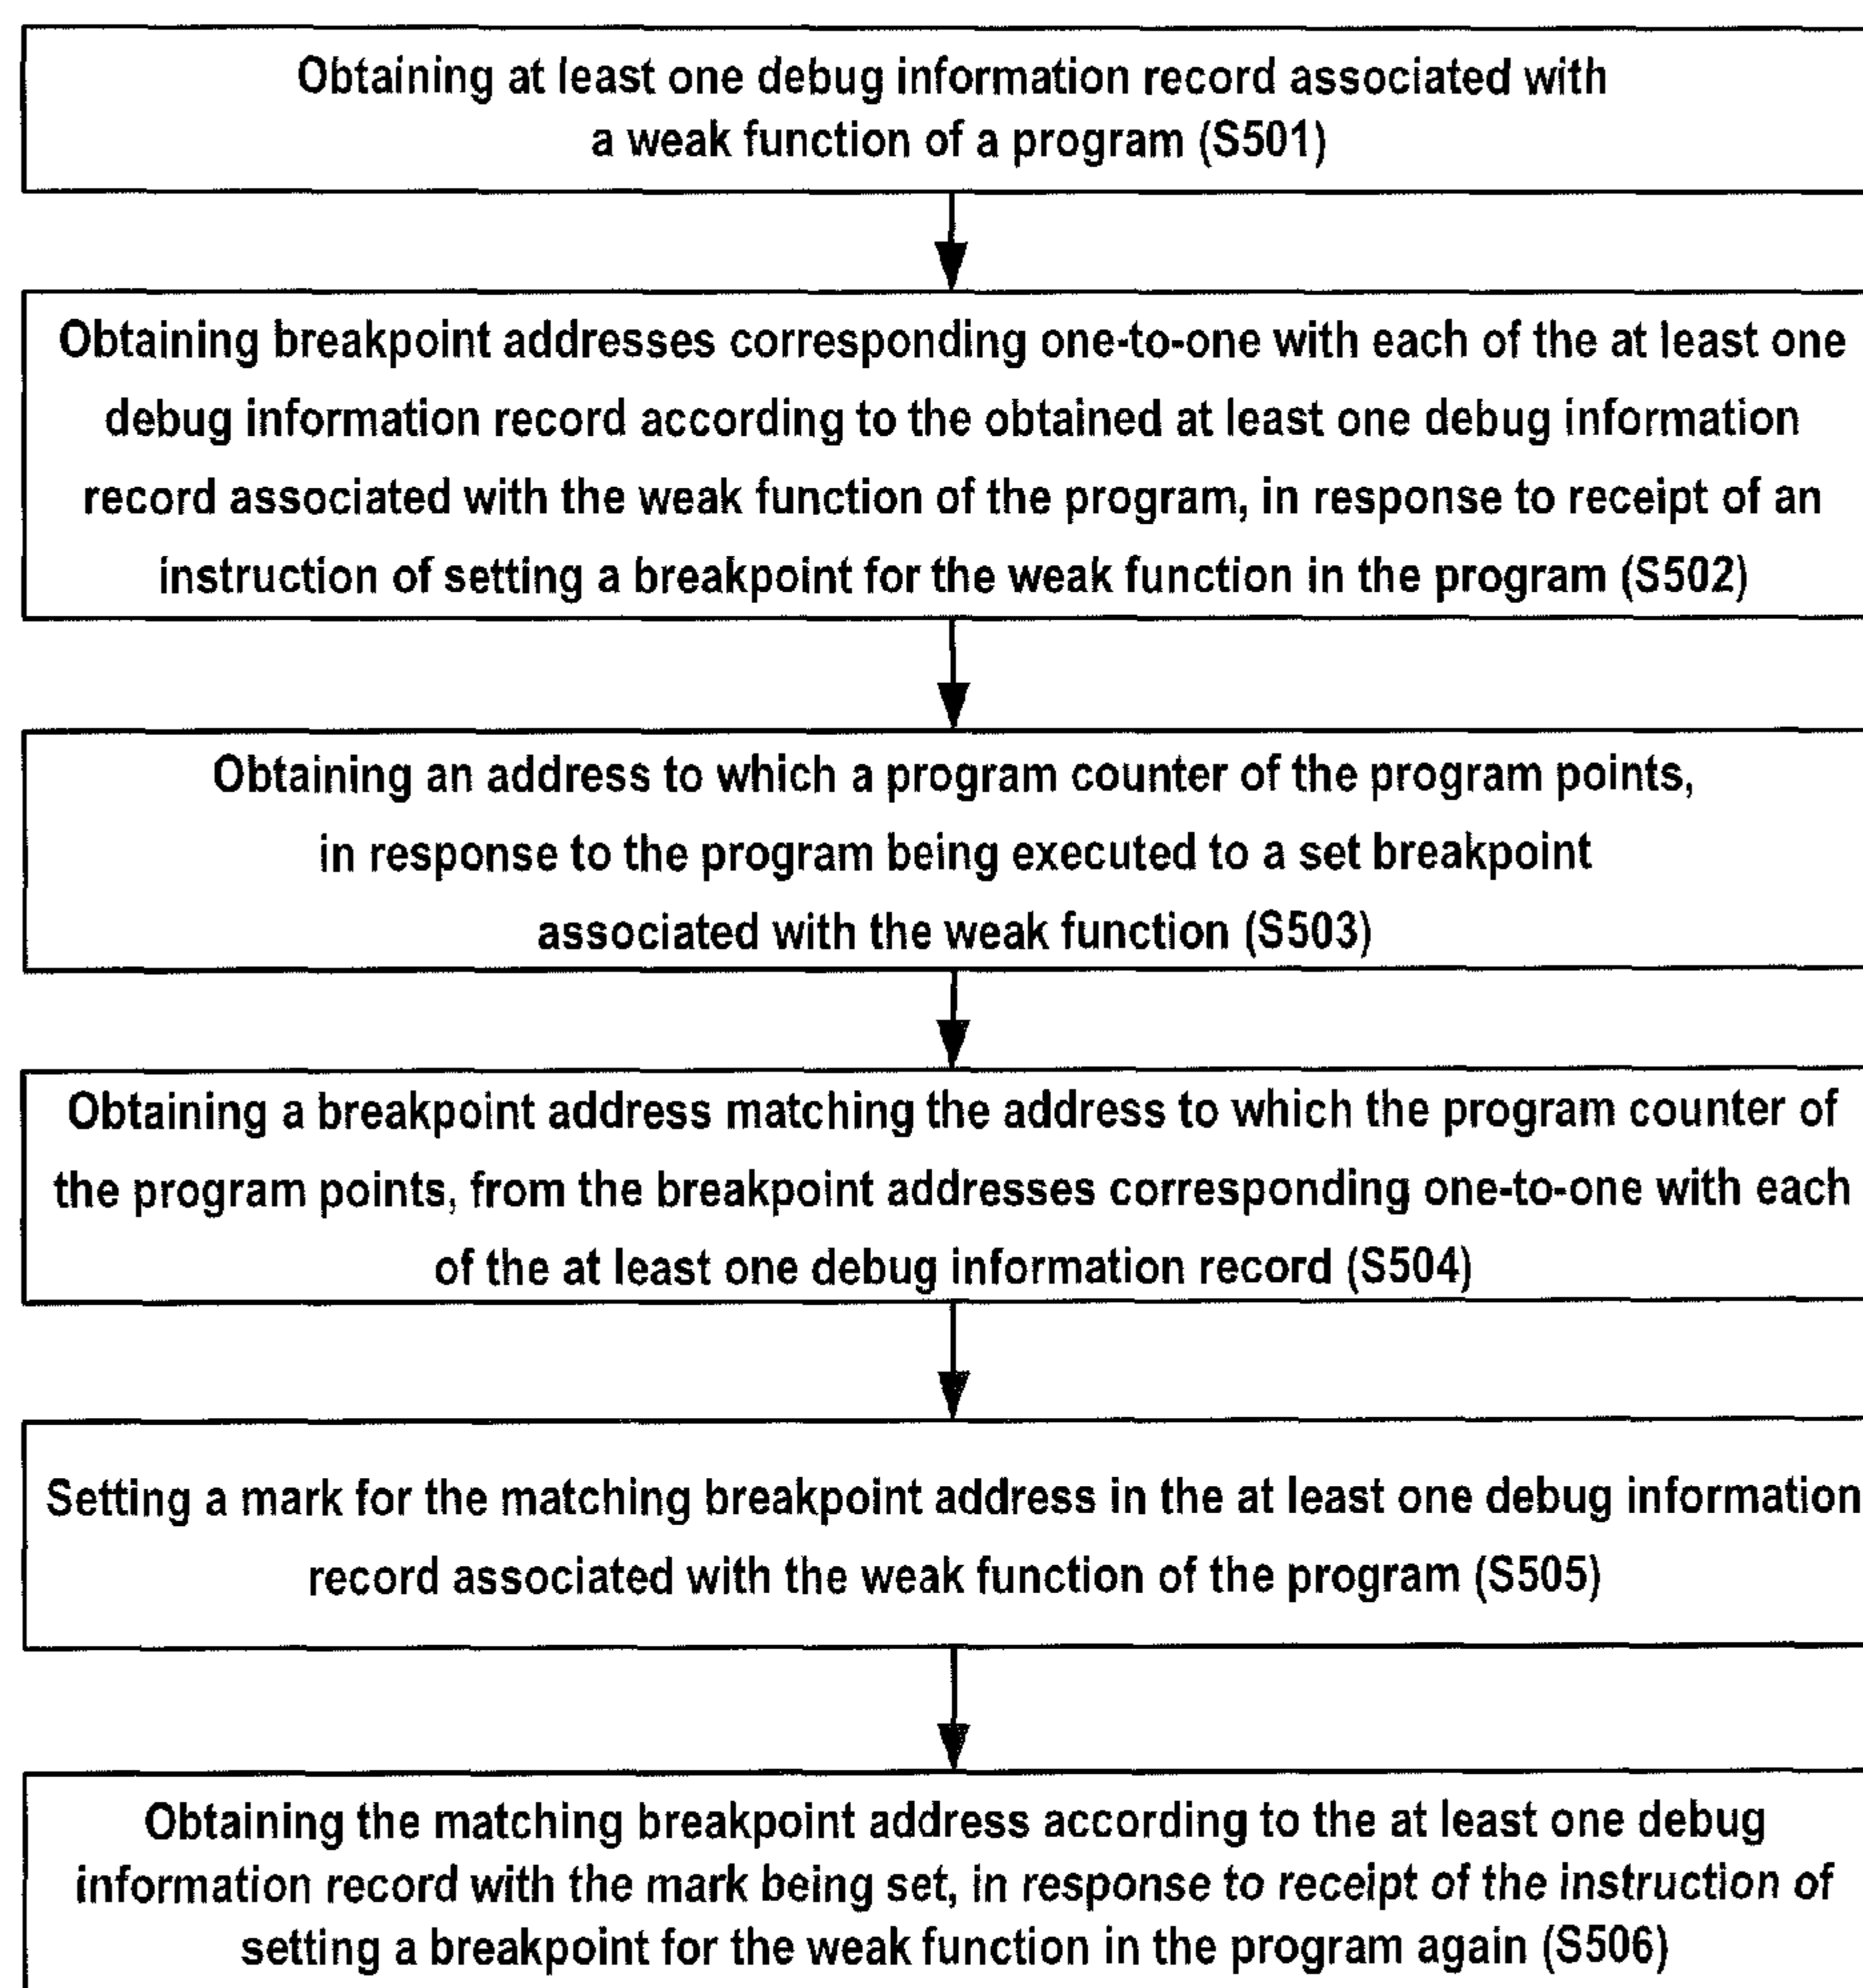 Obtaining at least one debug information record associated with
a weak function of a program (S501)
Obtaining breakpoint addresses corresponding one-to-one with each of the at least one
debug information record according to the obtained at least one debug information
record associated with the weak function of the program, in response to receipt of an
instruction of setting a breakpoint for the weak function in the program (S502)
Obtaining an address to which a program counter of the program points,
in response to the program being executed to a set breakpoint
associated with the weak function (S503)
Obtaining a breakpoint address matching the address to which the program counter of
the program points, from the breakpoint addresses corresponding one-to-one with each
of the at least one debug information record (S504)
Setting a mark for the matching breakpoint address in the at least one debug information
record associated with the weak function of the program (S505)
Obtaining the matching breakpoint address according to the at least one debug
information record with the mark being set, in response to receipt of the instruction of
setting a breakpoint for the weak function in the program again (S506)